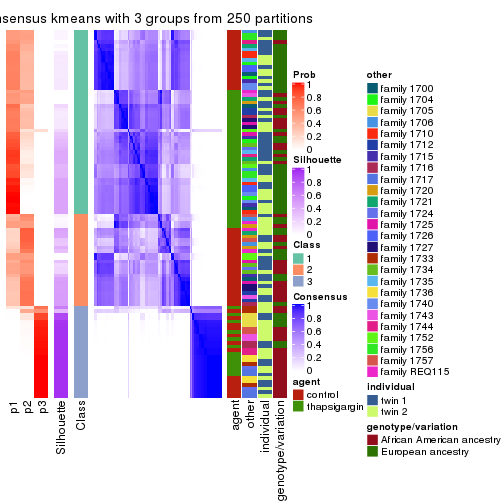 nsensus kmeans with 3 groups from 250 partitions
p1
p2
p3
Silhouette
Class
agent
other
individual
genotype/variation
Prob
1
0.8
0.6
0.4
0.2
0
Silhouette
1
0.8
0.6
0.4
0.2
0
Class
1
2
3
Consensus
1
0.8
0.6
0.4
0.2
0
agent
control
thapsigargin
other
family 1700
family 1704
family 1705
family 1706
family 1710
family 1712
family 1715
family 1716
family 1717
family 1720
family 1721
family 1724
family 1725
family 1726
family 1727
family 1733
family 1734
family 1735
family 1736
family 1740
family 1743
family 1744
family 1752
family 1756
family 1757
family REQ115
individual
twin 1
twin 2
genotype/variation
African American ancestry
European ancestry